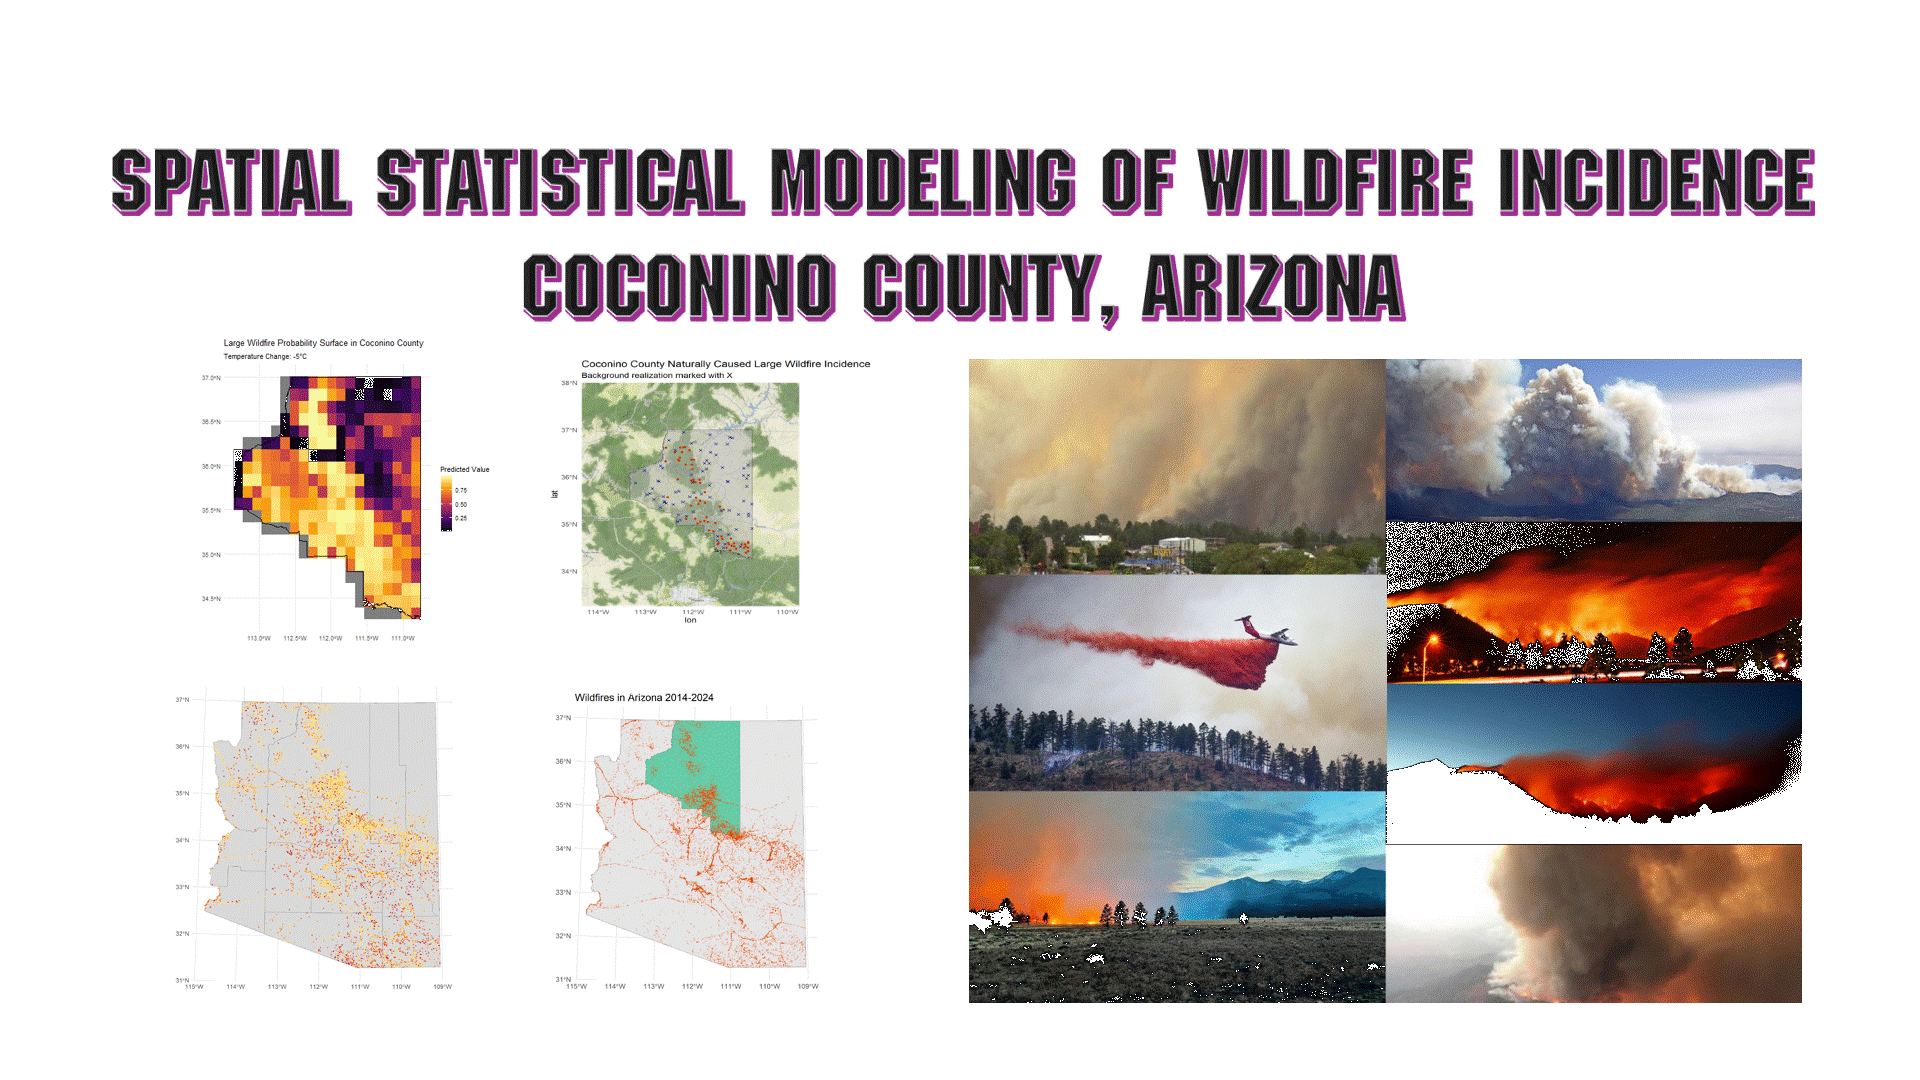 SPATIAL STATISTICAL MODELING OF WILDFIRE INCIDENCE
COCONINO COUNTY, ARIZONA
Large Wildfire Probability Surface in Coconino County
Temperature Change: -5°C
37.0°N
36.5°N
36.0°N
35.5°N
35.0°N
34.5°N
113.0°W 112.5°W 112.0°W 111.5°W 111.0°W
Predicted Value
0.75
0.50
0.25
Coconino County Naturally Caused Large Wildfire Incidence
Background realization marked with X
38°N
37°N
36°N
35°N
34°N
lat
114°W 113°W 112°W 111°W 110°W
lon
37°N
36°N
35°N
34°N
33°N
32°N
31°N
115°W 114°W 113°W 112°W 111°W 110°W 109°W
Wildfires in Arizona 2014-2024
37°N
36°N
35°N
34°N
33°N
32°N
31°N
115°W 114°W 113°W 112°W 111°W 110°W 109°W